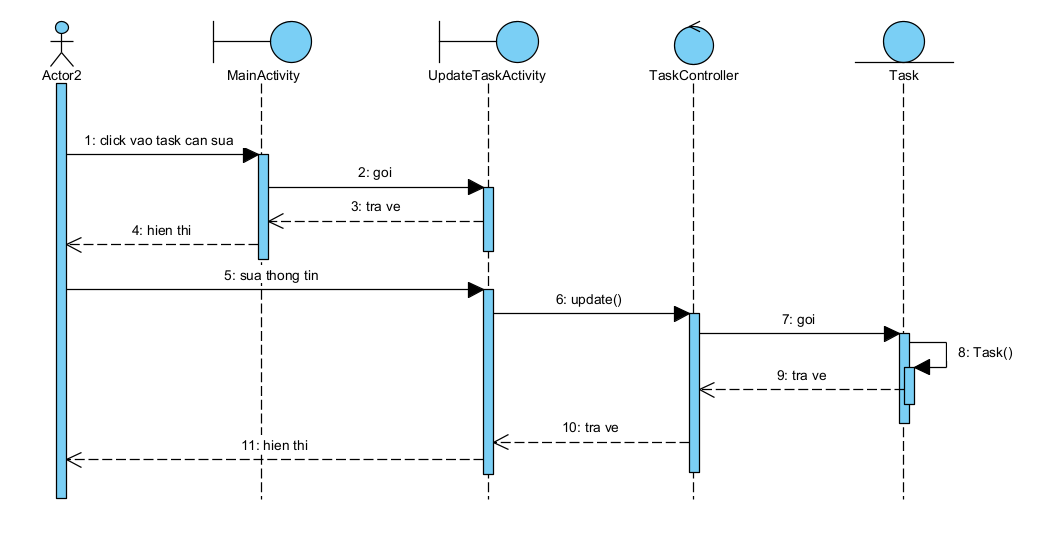 Actor2
MainActivity
UpdateTaskActivity
TaskController
Task
1: click vao task can sua
2: goi
3: tra ve
4: hien thi
5: sua thong tin
6: update()
7: goi
8: Task()
9: tra ve
10: tra ve
11: hien thi